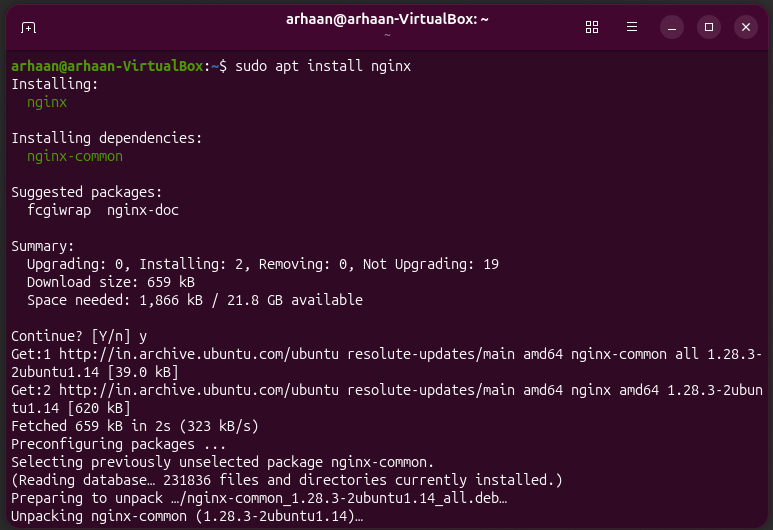 arhaan@arhaan-VirtualBox: ~
~
arhaan@arhaan-VirtualBox:~$ sudo apt install nginx
Installing:
  nginx

Installing dependencies:
  nginx-common

Suggested packages:
  fcgiwrap  nginx-doc

Summary:
  Upgrading: 0, Installing: 2, Removing: 0, Not Upgrading: 19
  Download size: 659 kB
  Space needed: 1,866 kB / 21.8 GB available

Continue? [Y/n] y
Get:1 http://in.archive.ubuntu.com/ubuntu resolute-updates/main amd64 nginx-common all 1.28.3-
2ubuntu1.14 [39.0 kB]
Get:2 http://in.archive.ubuntu.com/ubuntu resolute-updates/main amd64 nginx amd64 1.28.3-2ubun
tu1.14 [620 kB]
Fetched 659 kB in 2s (323 kB/s)
Preconfiguring packages ...
Selecting previously unselected package nginx-common.
(Reading database… 231836 files and directories currently installed.)
Preparing to unpack …/nginx-common_1.28.3-2ubuntu1.14_all.deb…
Unpacking nginx-common (1.28.3-2ubuntu1.14)…